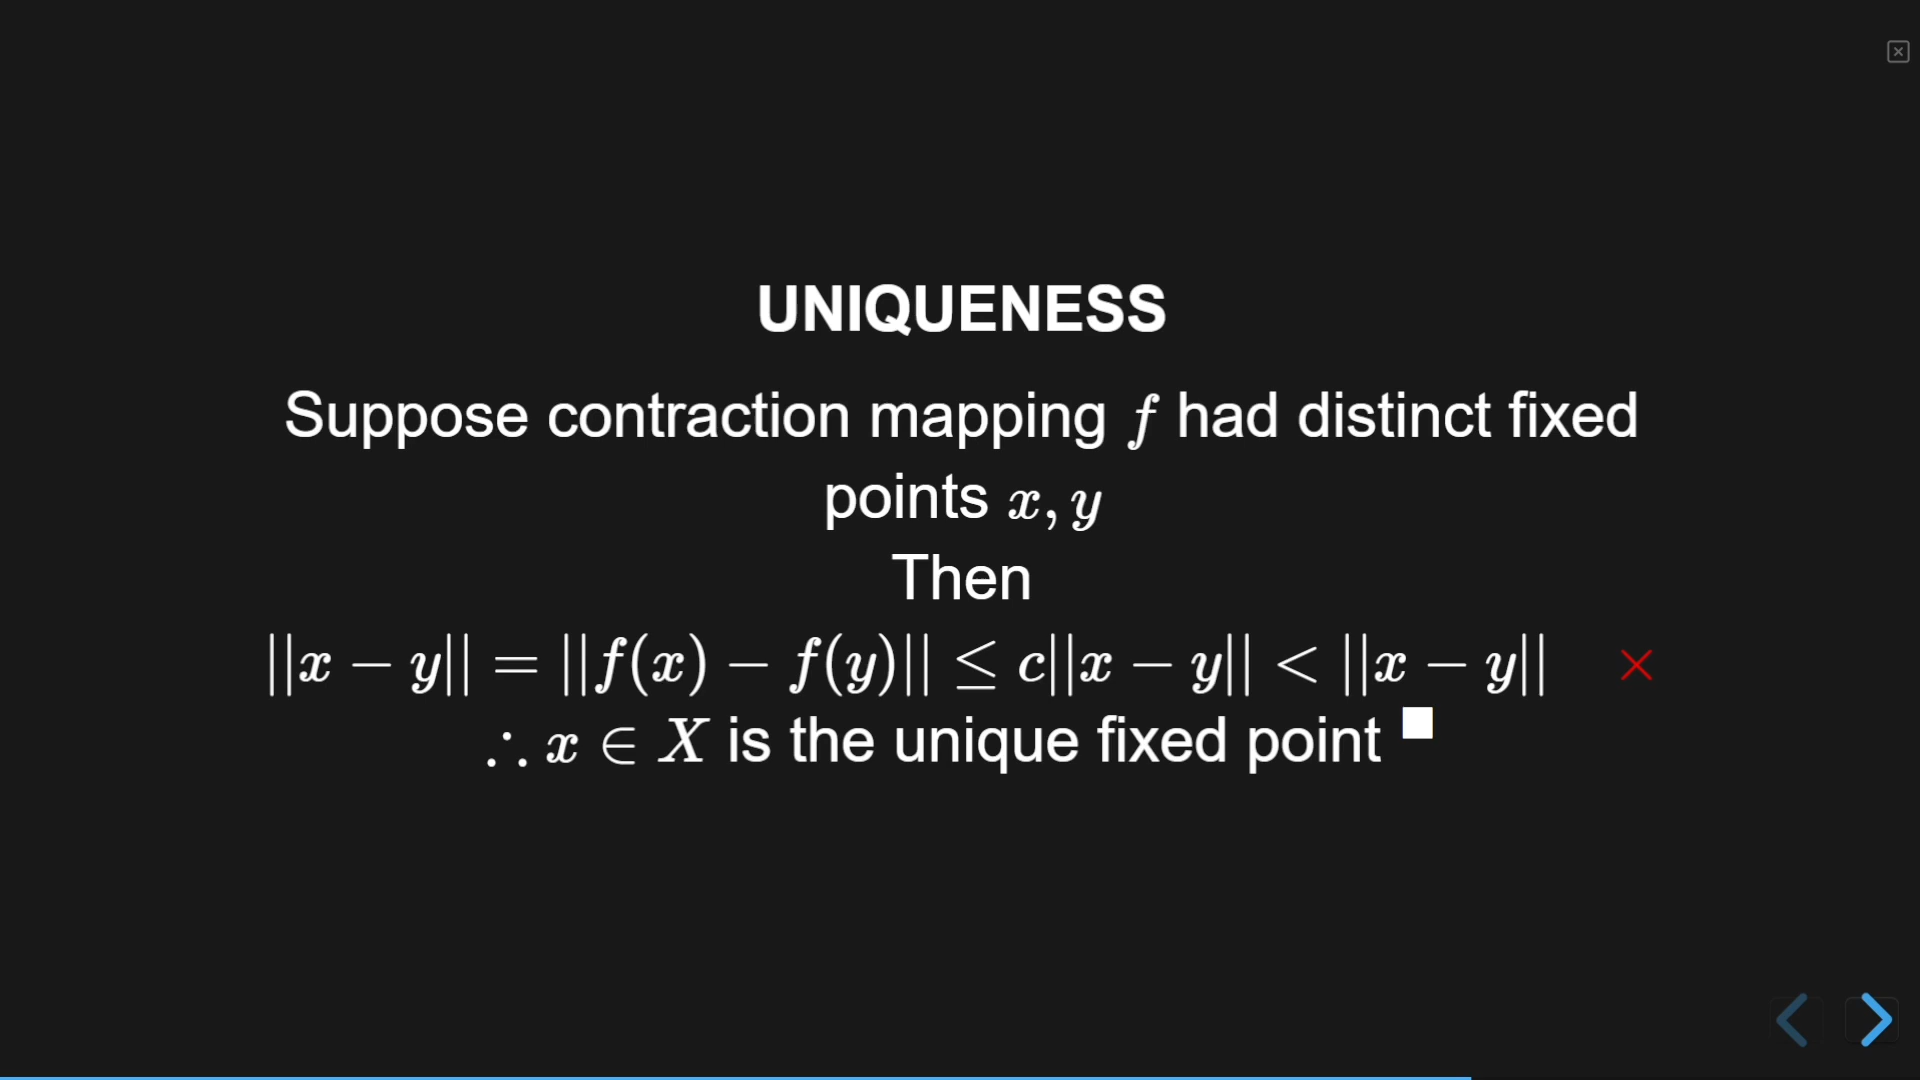 UNIQUENESS
Suppose contraction mapping f had distinct fixed
points x, y
Then
||x − y|| = ||f(x) − f(y)|| ≤ c||x − y|| < ||x − y|| ×
∴ x ∈ X is the unique fixed point ■